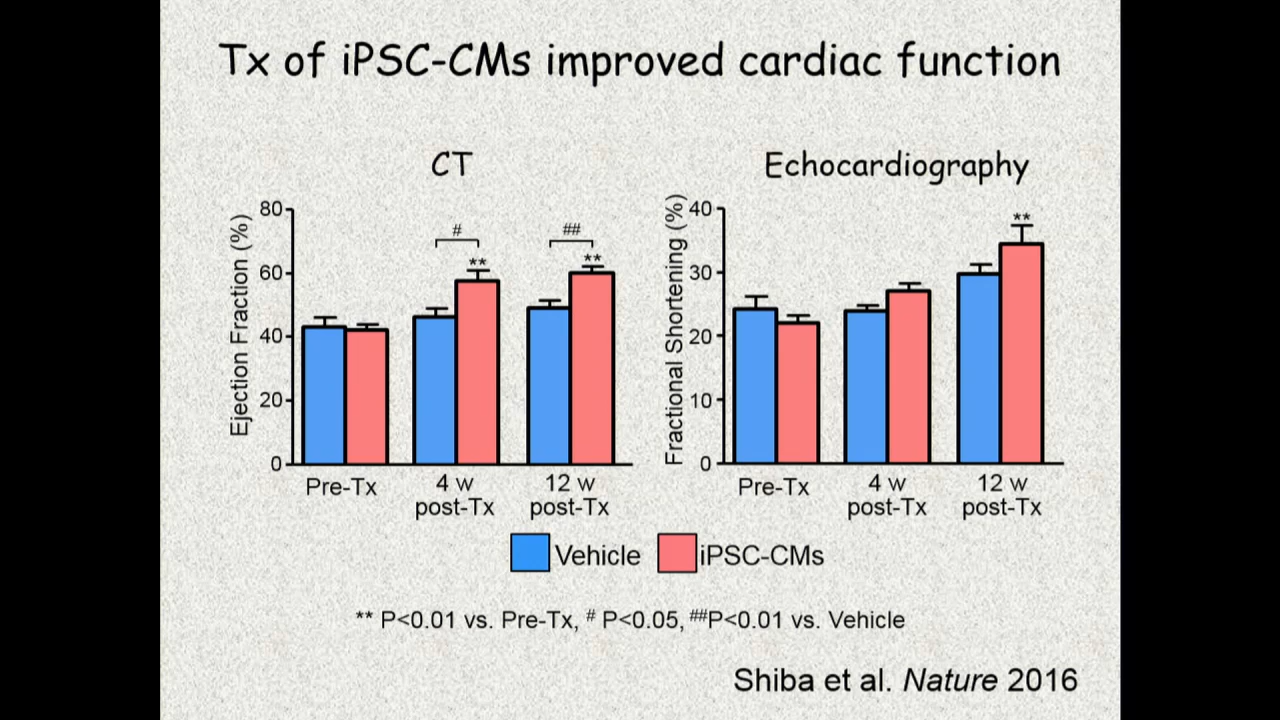 Tx of iPSC-CMs improved cardiac function
CT
Ejection Fraction (%)
80
60
40
20
0
#
**
##
**
Pre-Tx
4 w
post-Tx
12 w
post-Tx
Echocardiography
Fractional Shortening (%)
40
30
20
10
0
**
Pre-Tx
4 w
post-Tx
12 w
post-Tx
Vehicle iPSC-CMs
** P<0.01 vs. Pre-Tx, # P<0.05, ##P<0.01 vs. Vehicle
Shiba et al. Nature 2016